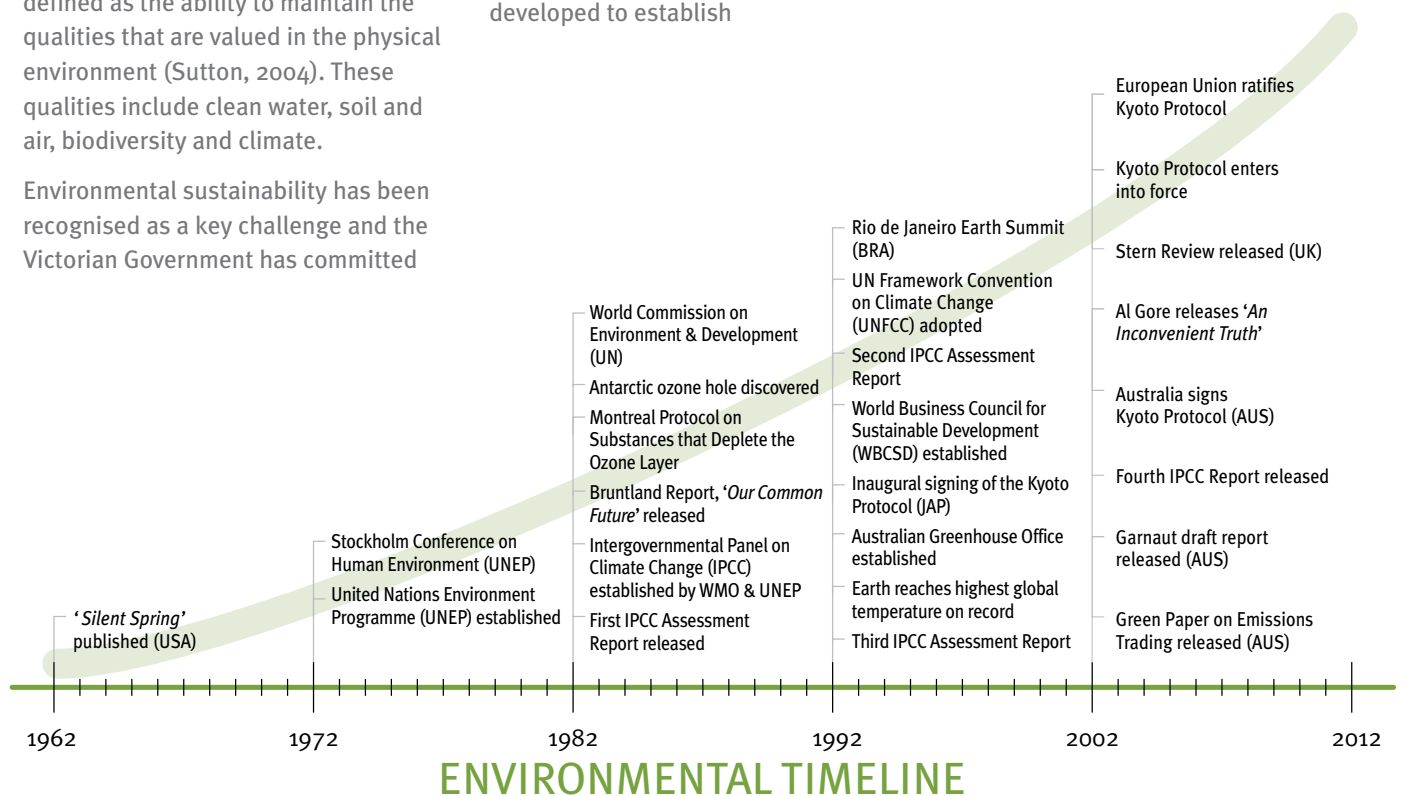 defined as the ability to maintain the
qualities that are valued in the physical
environment (Sutton, 2004). These
qualities include clean water, soil and
air, biodiversity and climate.
Environmental sustainability has been
recognised as a key challenge and the
Victorian Government has committed
developed to establish
‘ Silent Spring’
published (USA)
Stockholm Conference on
Human Environment (UNEP)
United Nations Environment
Programme (UNEP) established
World Commission on
Environment & Development
(UN)
Antarctic ozone hole discovered
Montreal Protocol on
Substances that Deplete the
Ozone Layer
Bruntland Report, ‘Our Common
Future’ released
Intergovernmental Panel on
Climate Change (IPCC)
established by WMO & UNEP
First IPCC Assessment
Report released
Rio de Janeiro Earth Summit
(BRA)
UN Framework Convention
on Climate Change
(UNFCC) adopted
Second IPCC Assessment
Report
World Business Council for
Sustainable Development
(WBCSD) established
Inaugural signing of the Kyoto
Protocol (JAP)
Australian Greenhouse Office
established
Earth reaches highest global
temperature on record
Third IPCC Assessment Report
European Union ratifies
Kyoto Protocol
Kyoto Protocol enters
into force
Stern Review released (UK)
Al Gore releases ‘An
Inconvenient Truth’
Australia signs
Kyoto Protocol (AUS)
Fourth IPCC Report released
Garnaut draft report
released (AUS)
Green Paper on Emissions
Trading released (AUS)
1962 1972 1982 1992 2002 2012
ENVIRONMENTAL TIMELINE